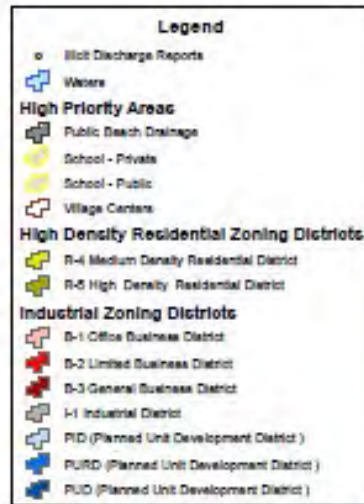 Legend
Illicit Discharge Reports
Waters
High Priority Areas
Public Beach Drainage
School - Private
School - Public
Village Centers
High Density Residential Zoning Districts
R-4 Medium Density Residential District
R-5 High Density Residential District
Industrial Zoning Districts
B-1 Office Business District
B-2 Limited Business District
B-3 General Business District
I-1 Industrial District
PID (Planned Unit Development District )
PURD (Planned Unit Development District )
PUD (Planned Unit Development District )